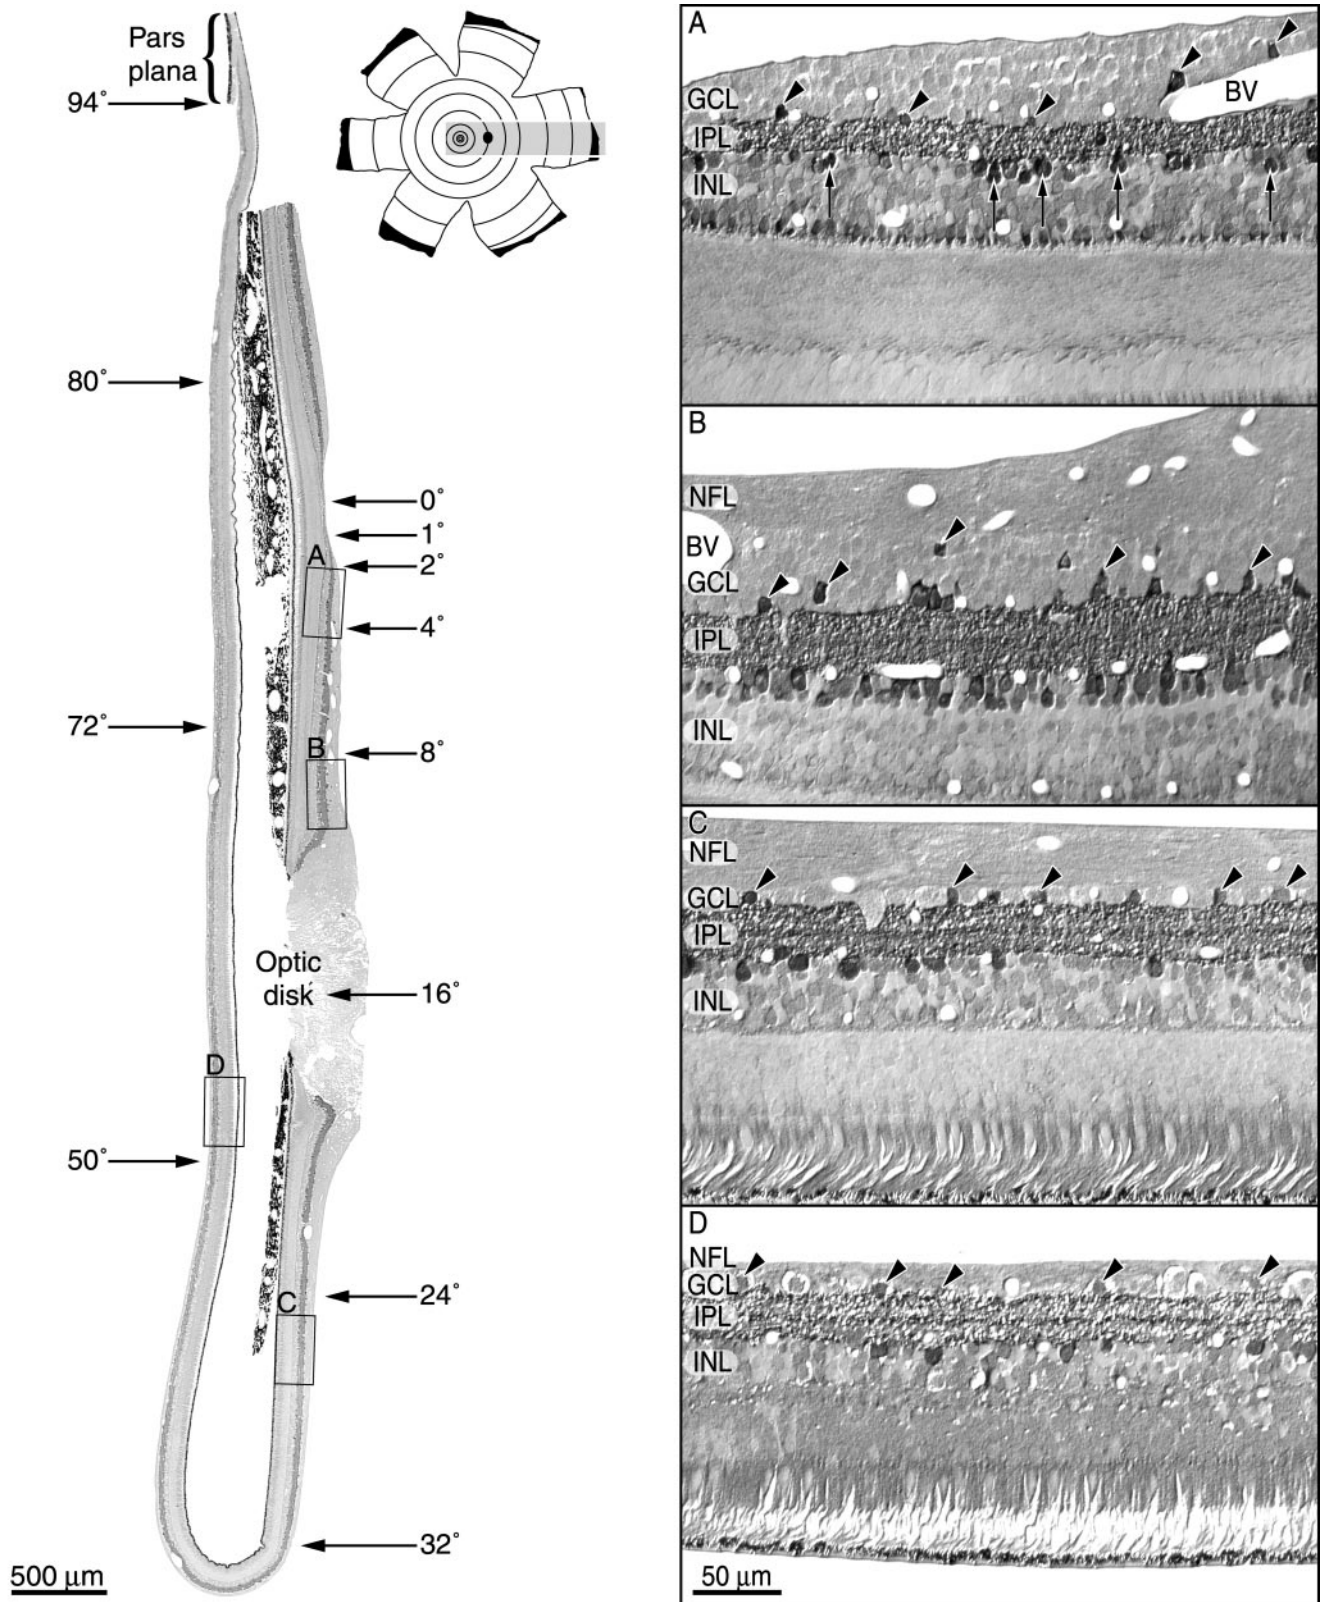 Pars
plana
94°
80°
72°
50°
0°
1°
2°
4°
8°
16°
24°
32°
A
B
Optic
disk
D
C
500 µm
A
GCL
IPL
INL
BV
B
NFL
BV
GCL
IPL
INL
C
NFL
GCL
IPL
INL
D
NFL
GCL
IPL
INL
50 µm